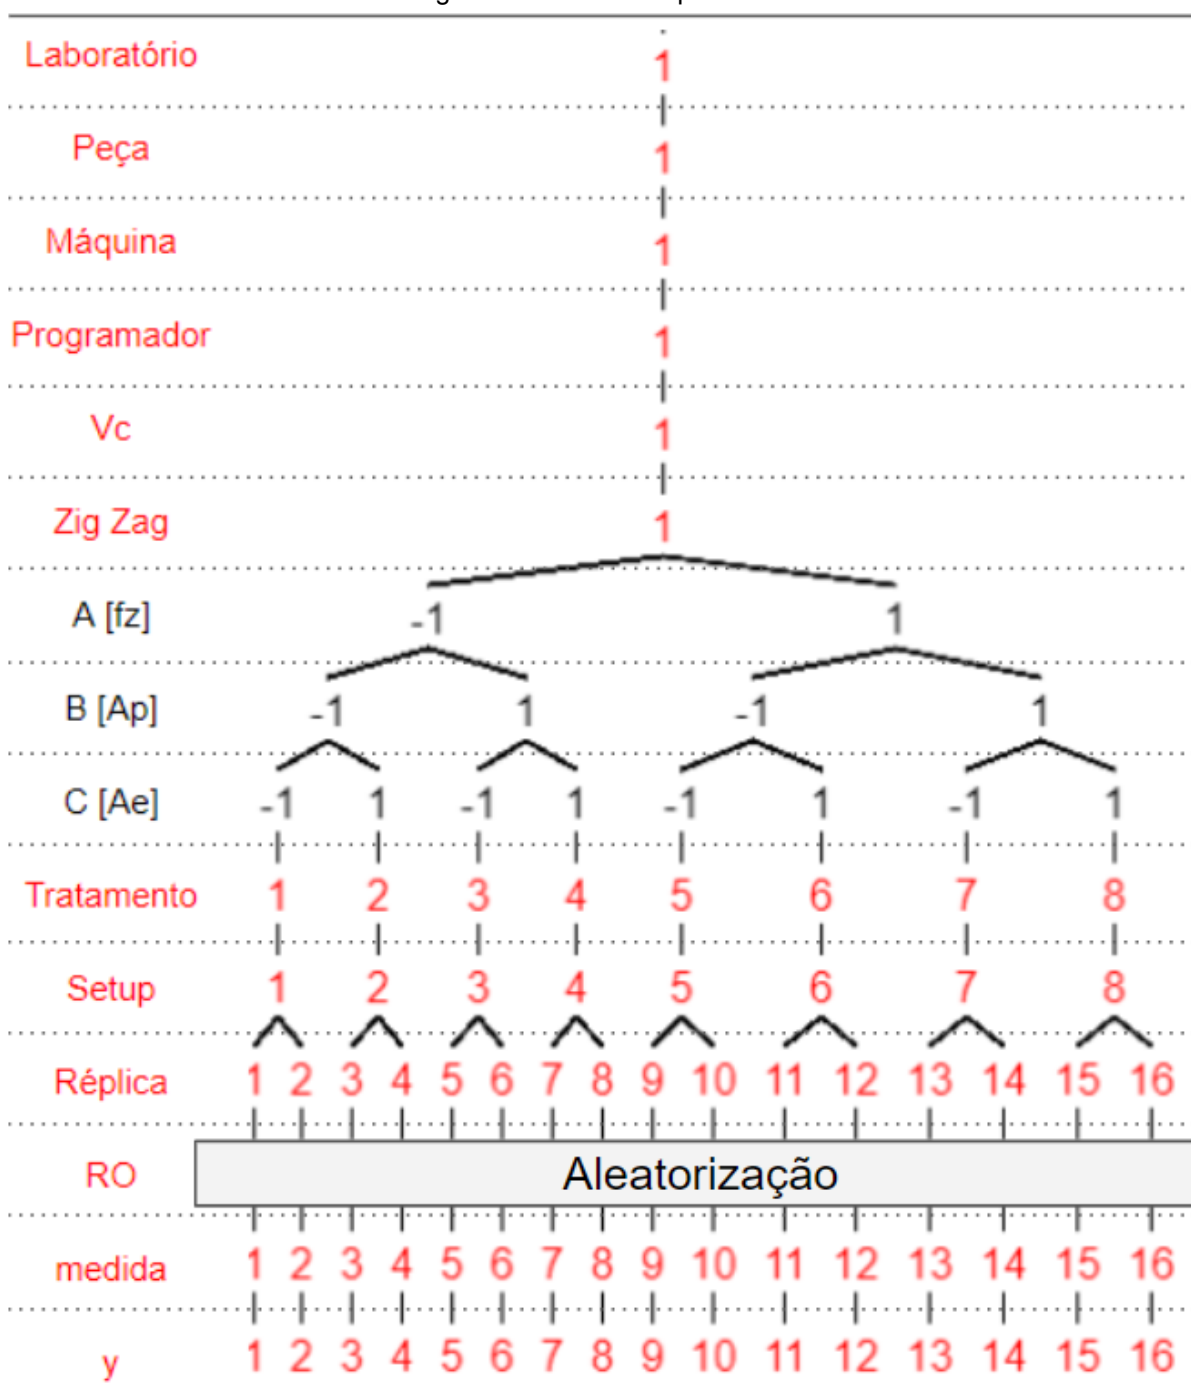 Laboratório 1
Peça 1
Máquina 1
Programador 1
Vc 1
Zig Zag 1
A [fz] -1 1
B [Ap] -1 1 -1 1
C [Ae] -1 1 -1 1 -1 1 -1 1
Tratamento 1 2 3 4 5 6 7 8
Setup 1 2 3 4 5 6 7 8
Réplica 1 2 3 4 5 6 7 8 9 10 11 12 13 14 15 16
RO Aleatorização
medida 1 2 3 4 5 6 7 8 9 10 11 12 13 14 15 16
y 1 2 3 4 5 6 7 8 9 10 11 12 13 14 15 16